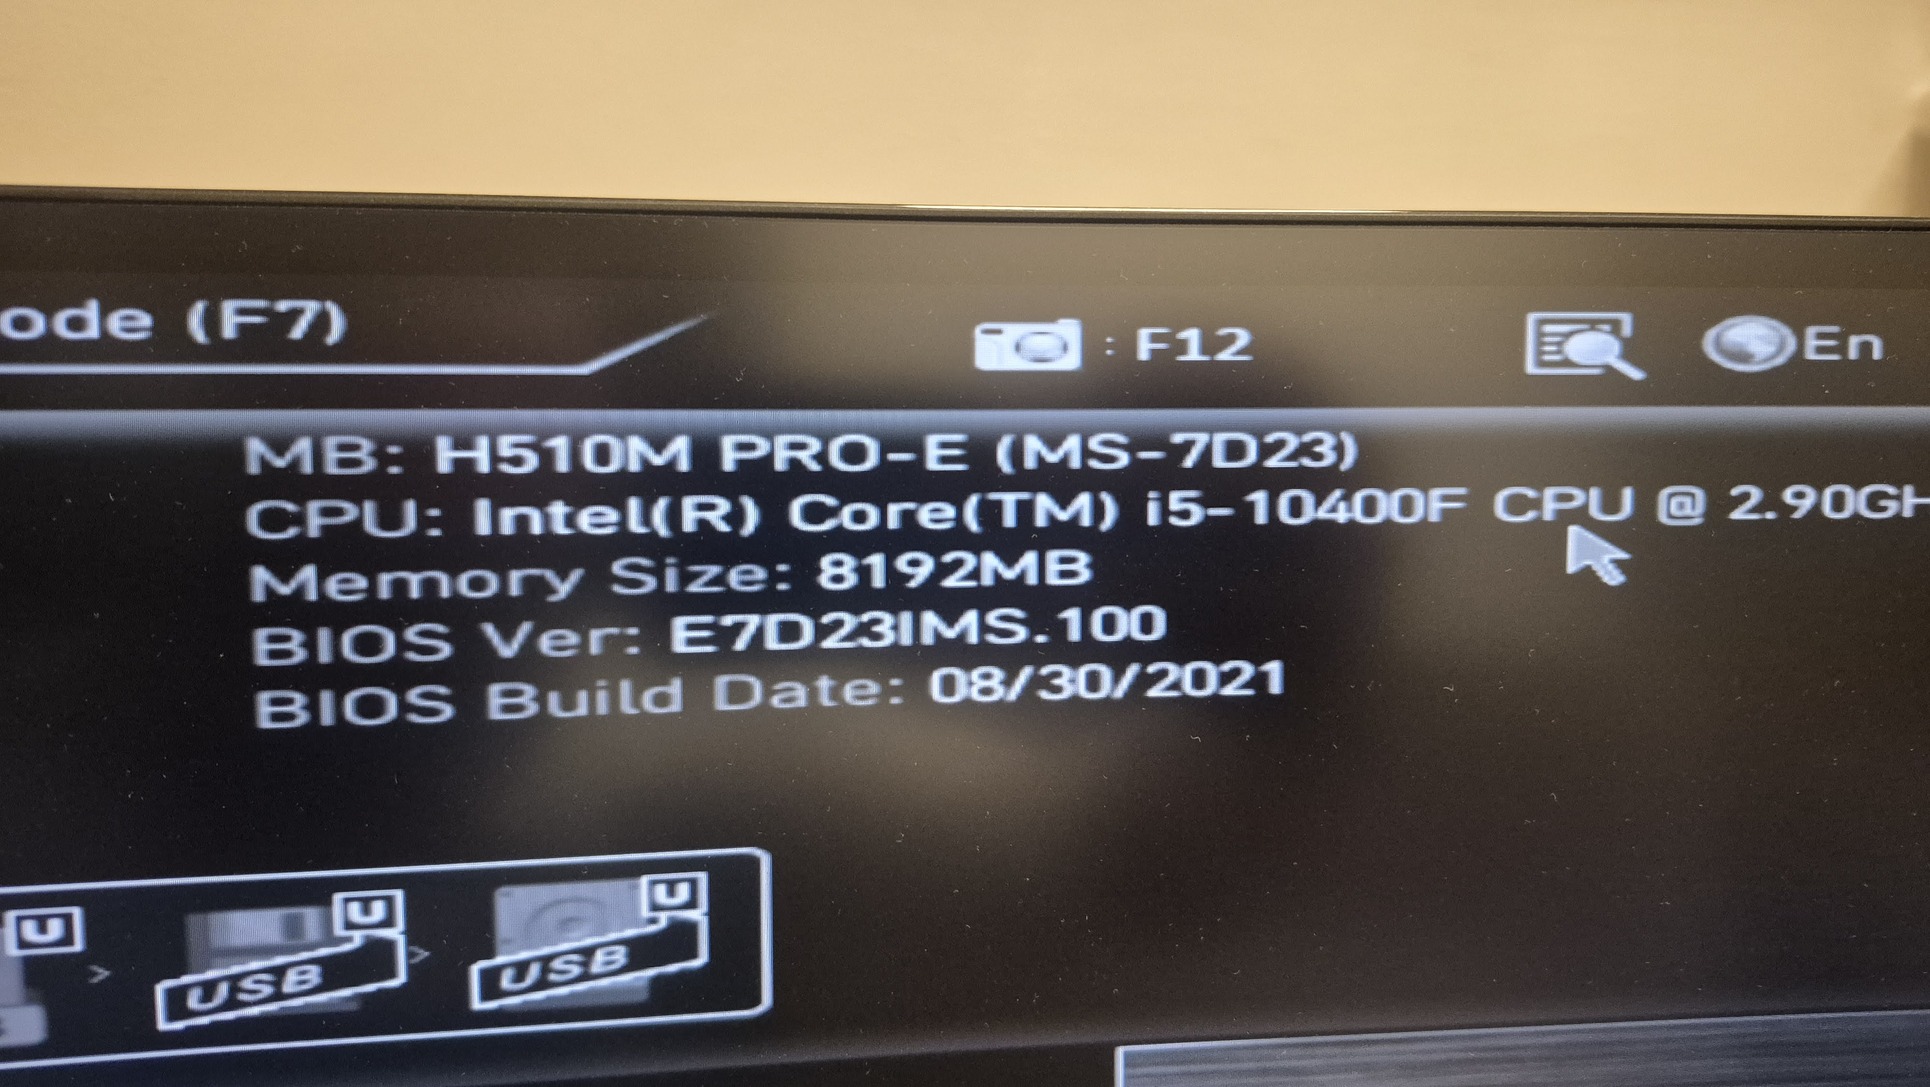 ode (F7)
: F12
En
MB: H510M PRO-E (MS-7D23)
CPU: Intel(R) Core(TM) i5-10400F CPU @ 2.90GH
Memory Size: 8192MB
BIOS Ver: E7D23IMS.100
BIOS Build Date: 08/30/2021
U
U
U
USB
USB